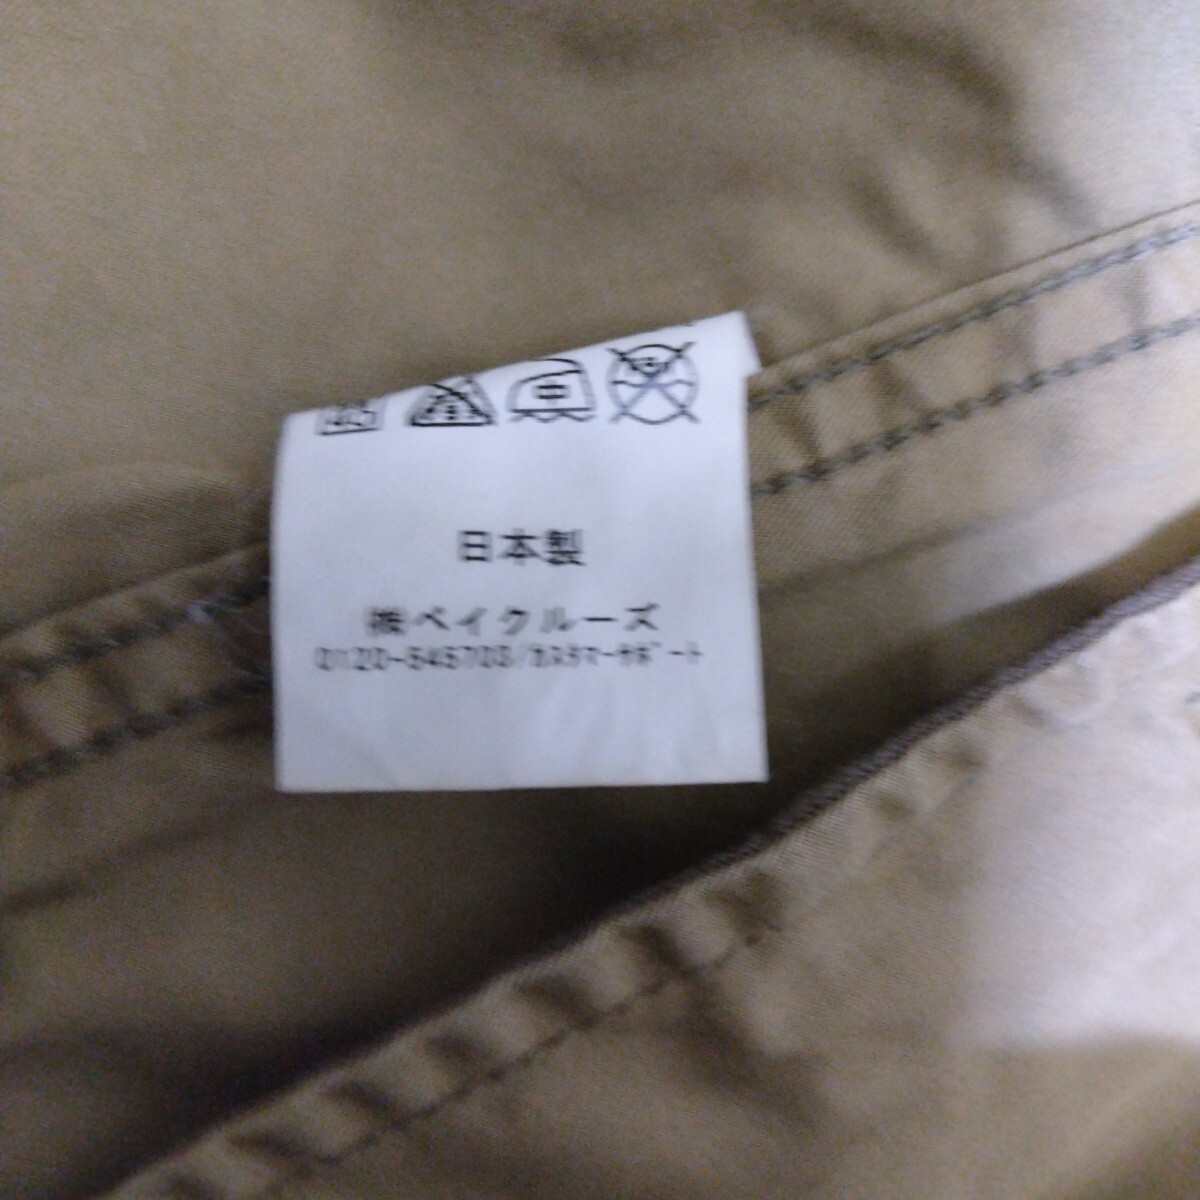 中
日本製
㈱ベイクルーズ
0120-545703/ｶｽﾀﾏｰｻﾎﾟｰﾄ